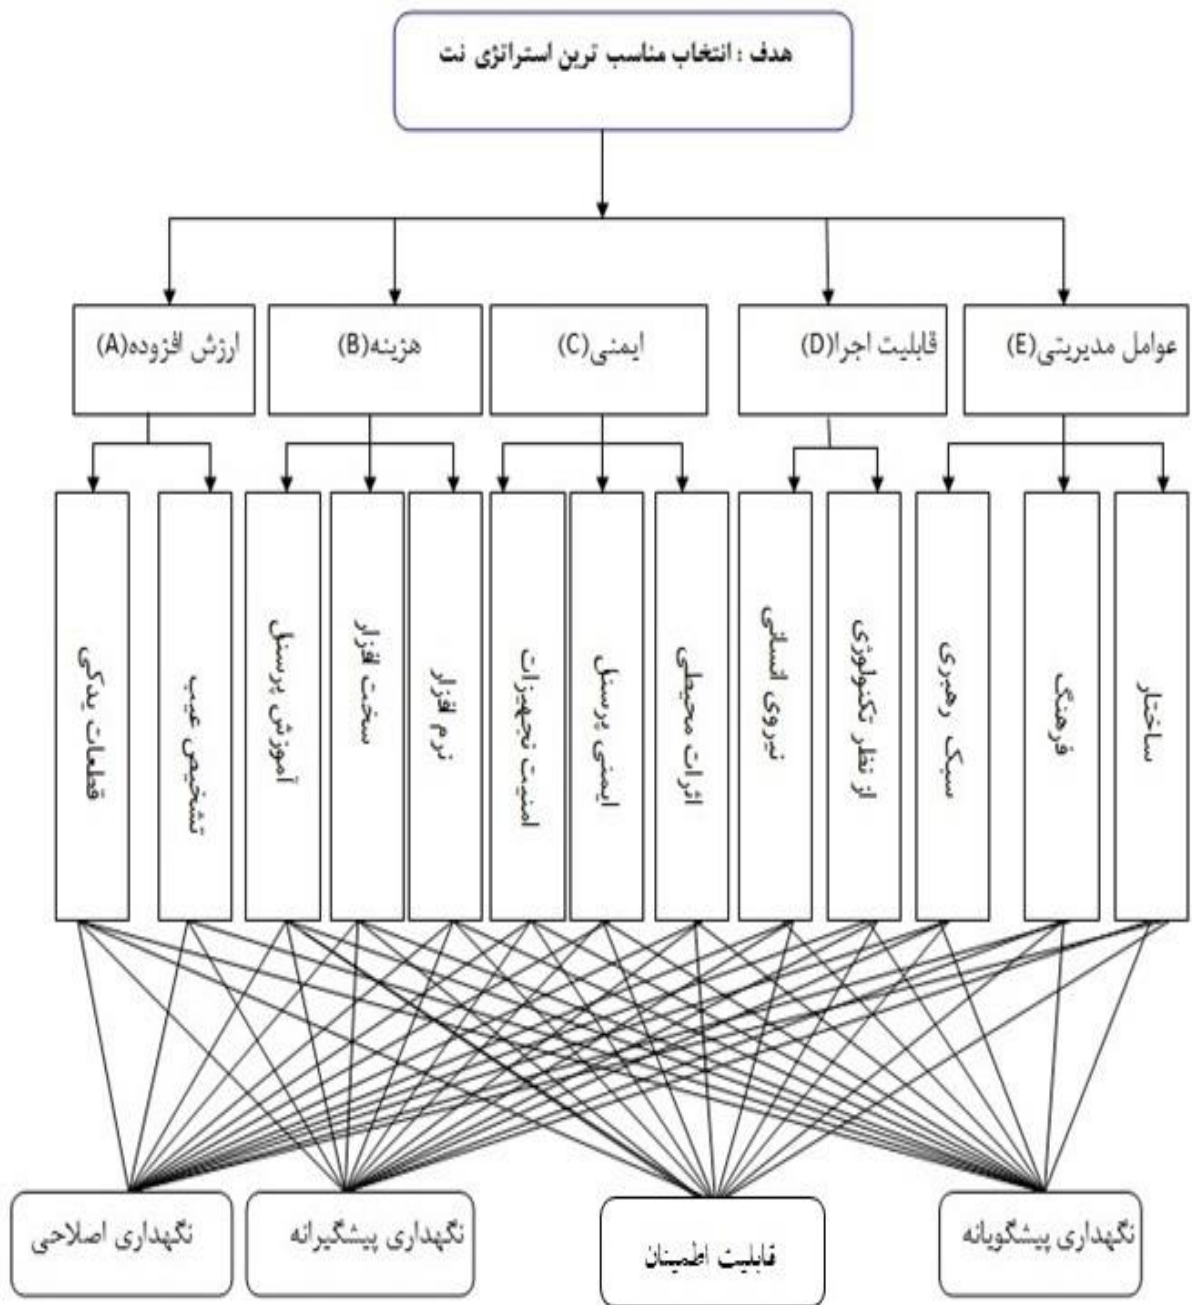 هدف : انتخاب مناسب ترین استراتژی نت
عوامل مدیریتی(E)
قابلیت اجرا(D)
ایمنی(C)
هزینه(B)
ارزش افزوده(A)
ساختار
فرهنگ
سبک رهبری
از نظر تکنولوژی
نیروی انسانی
اثرات محیطی
ایمنی پرسنل
امنیت تجهیزات
نرم افزار
سخت افزار
آموزش پرسنل
تشخیص عیب
قطعات یدکی
نگهداری پیشگویانه
قابلیت اطمینان
نگهداری پیشگیرانه
نگهداری اصلاحی